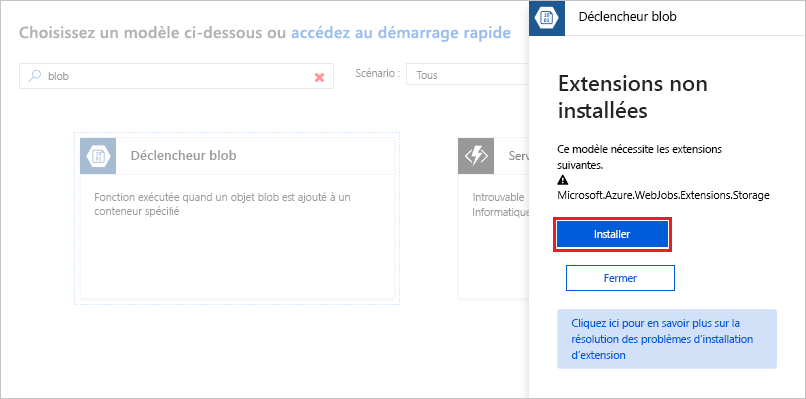 Choisissez un modèle ci-dessous ou accédez au démarrage rapide
blob
Scénario :
Tous
Déclencheur blob
Fonction exécutée quand un objet blob est ajouté à un
conteneur spécifié
Serv
Introuvable
Informatique
Déclencheur blob
Extensions non
installées
Ce modèle nécessite les extensions
suivantes.
Microsoft.Azure.WebJobs.Extensions.Storage
Installer
Fermer
Cliquez ici pour en savoir plus sur la
résolution des problèmes d’installation
d’extension